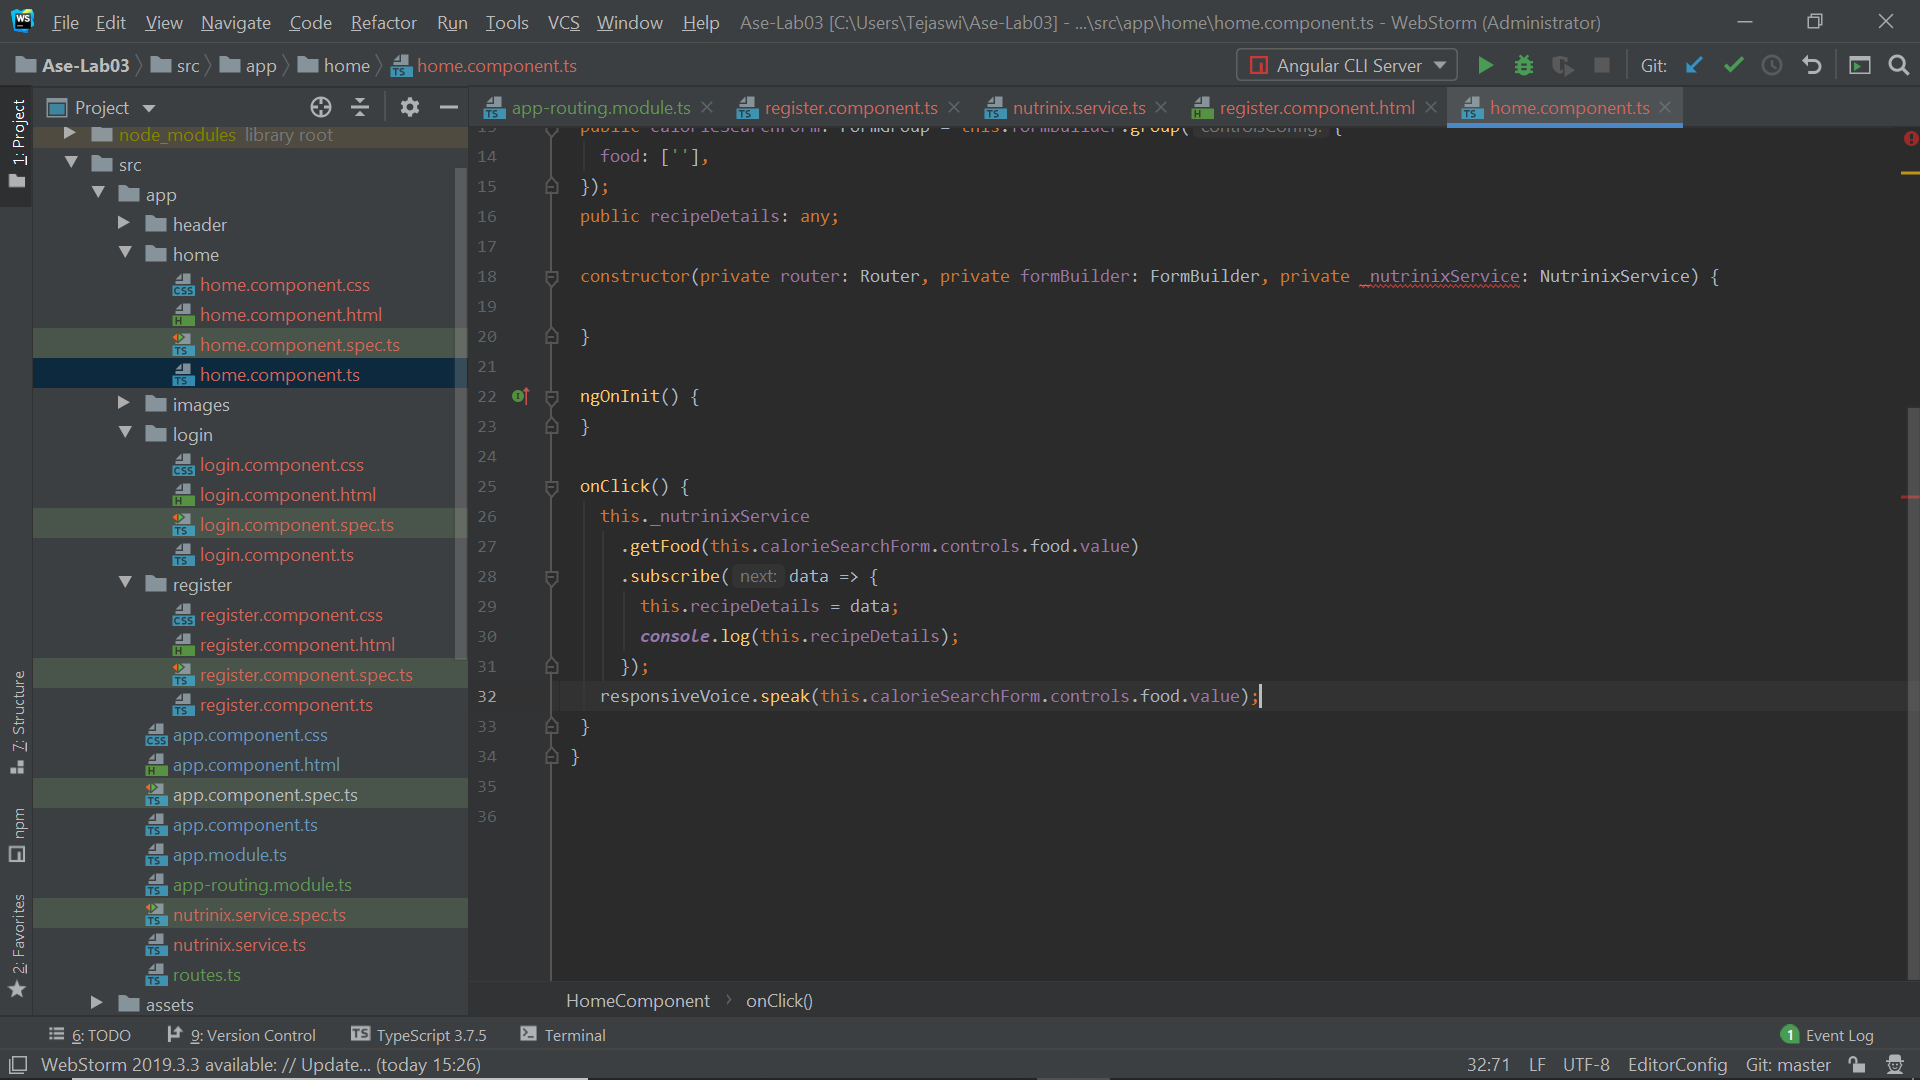 WS File Edit View Navigate Code Refactor Run Tools VCS Window Help Ase-Lab03 [C:\Users\Tejaswi\Ase-Lab03] - ...\src\app\home\home.component.ts - WebStorm (Administrator)
Ase-Lab03 src app home home.component.ts Angular CLI Server Git:
Project app-routing.module.ts register.component.ts nutrinix.service.ts register.component.html home.component.ts
1: Project
7: Structure
npm
2: Favorites
node_modules library root
src
app
header
home
home.component.css
home.component.html
home.component.spec.ts
home.component.ts
images
login
login.component.css
login.component.html
login.component.spec.ts
login.component.ts
register
register.component.css
register.component.html
register.component.spec.ts
register.component.ts
app.component.css
app.component.html
app.component.spec.ts
app.component.ts
app.module.ts
app-routing.module.ts
nutrinix.service.spec.ts
nutrinix.service.ts
routes.ts
assets
13 public calorieSearchForm: FormGroup = this.formBuilder.group( controlsConfig: {
14 food: [''],
15 });
16 public recipeDetails: any;
17
18 constructor(private router: Router, private formBuilder: FormBuilder, private _nutrinixService: NutrinixService) {
19
20 }
21
22 ngOnInit() {
23 }
24
25 onClick() {
26 this._nutrinixService
27 .getFood(this.calorieSearchForm.controls.food.value)
28 .subscribe( next: data => {
29 this.recipeDetails = data;
30 console.log(this.recipeDetails);
31 });
32 responsiveVoice.speak(this.calorieSearchForm.controls.food.value);
33 }
34 }
35
36
HomeComponent › onClick()
6: TODO 9: Version Control TypeScript 3.7.5 Terminal 1 Event Log
WebStorm 2019.3.3 available: // Update... (today 15:26) 32:71 LF UTF-8 EditorConfig Git: master